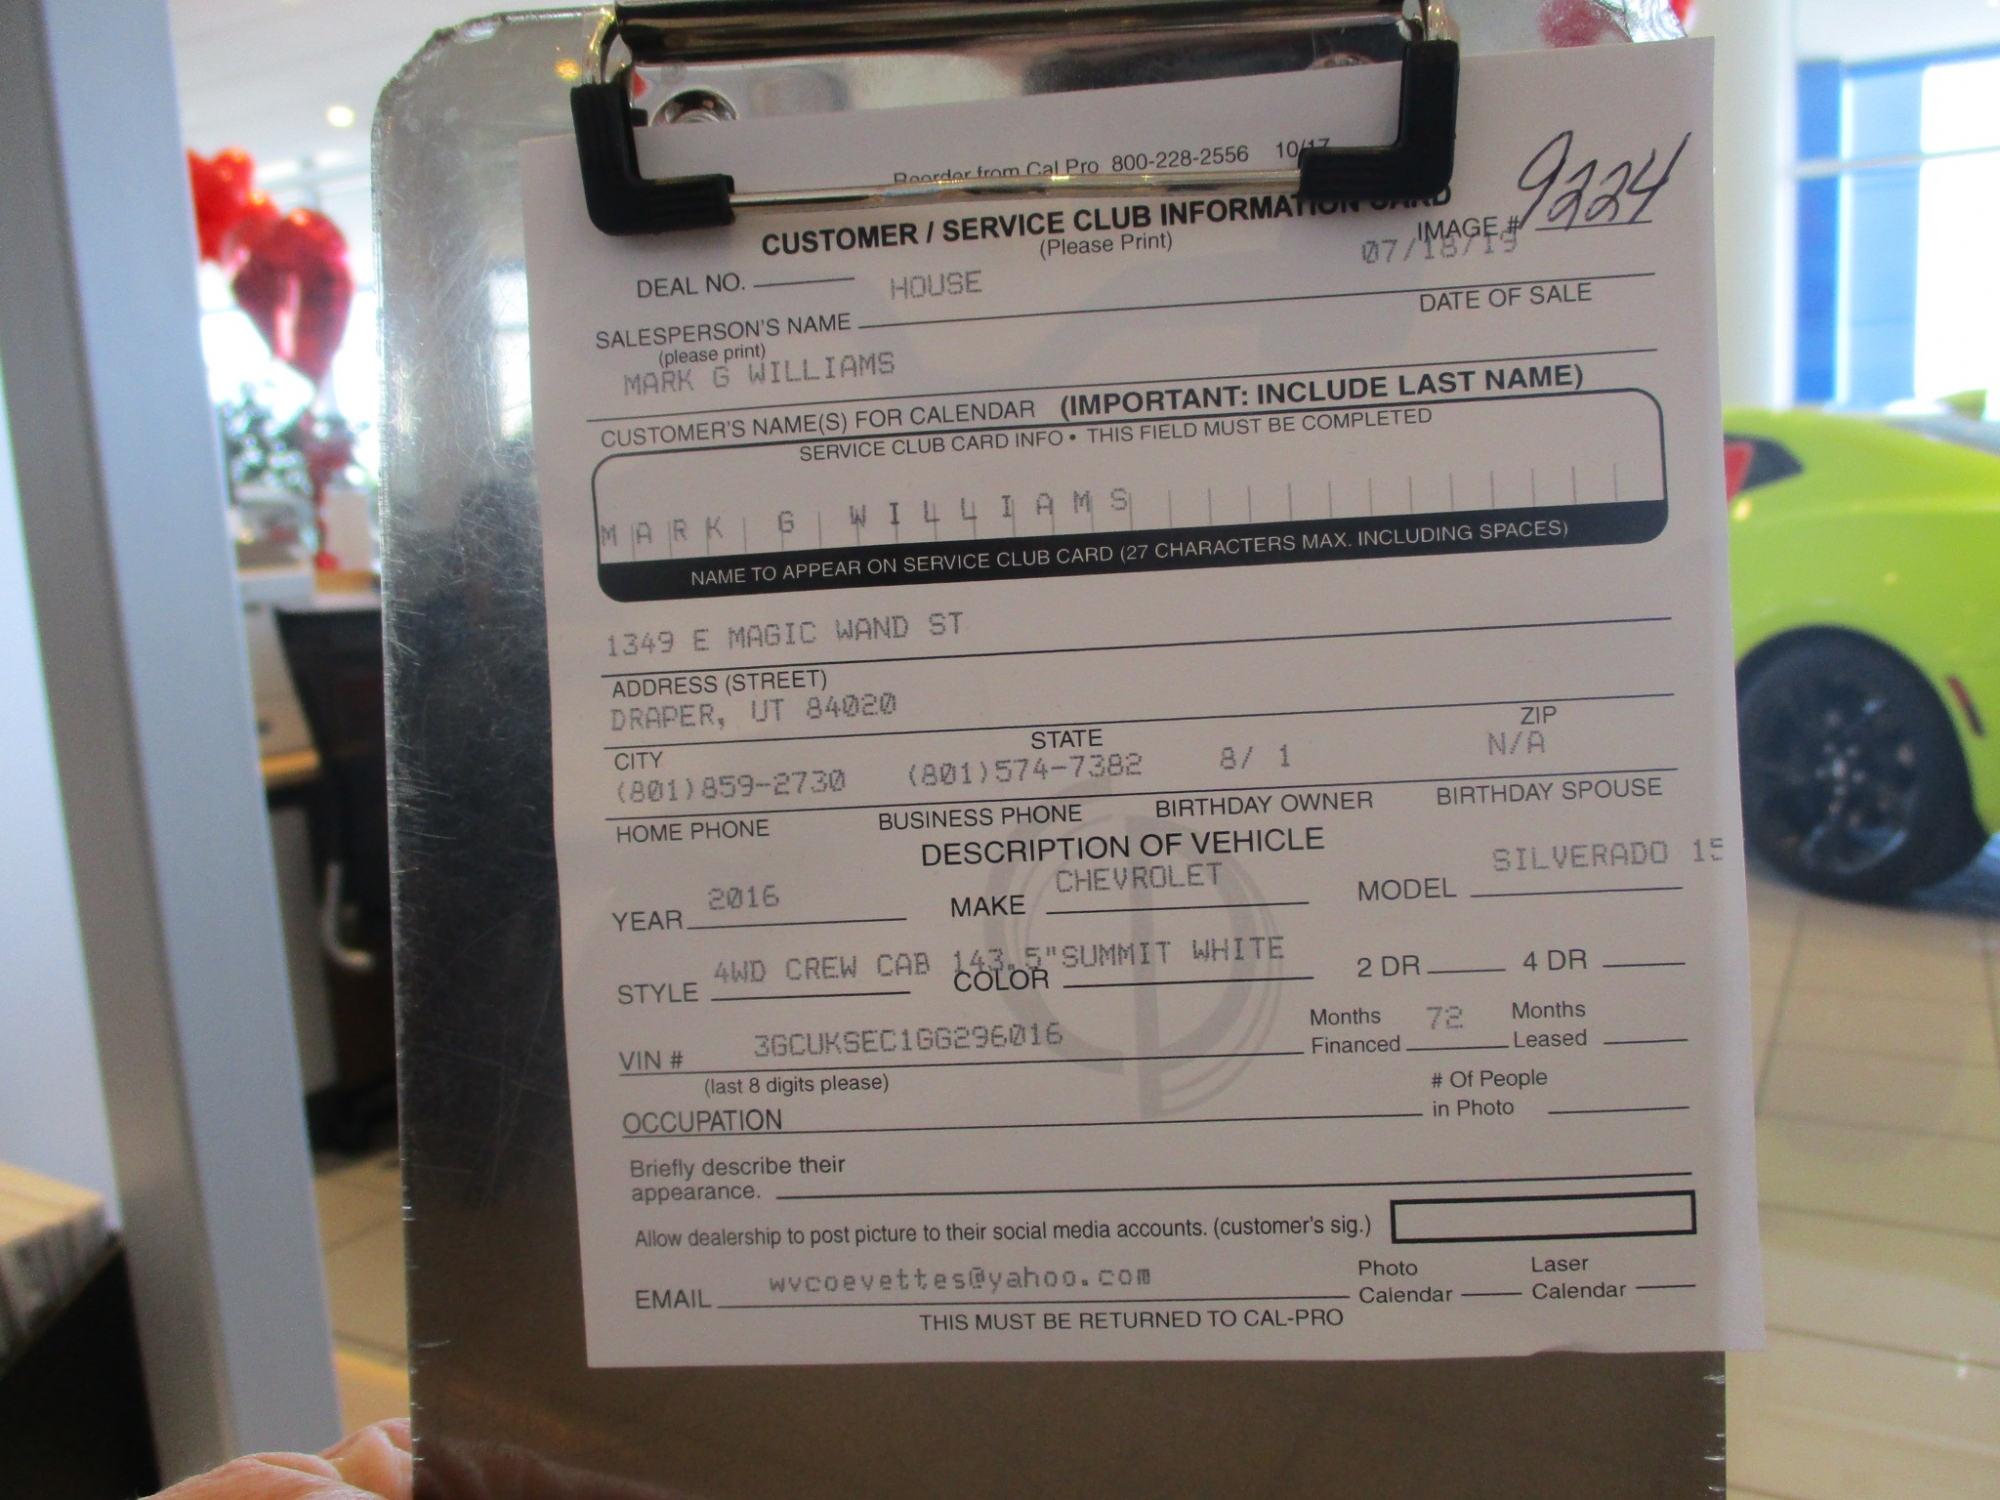 Reorder from Cal Pro 800-228-2556 10/17
CUSTOMER / SERVICE CLUB INFORMATION CARD
(Please Print)
IMAGE # 9224
07/18/19
DEAL NO. HOUSE
SALESPERSON'S NAME DATE OF SALE
(please print)
MARK G WILLIAMS
CUSTOMER'S NAME(S) FOR CALENDAR (IMPORTANT: INCLUDE LAST NAME)
SERVICE CLUB CARD INFO • THIS FIELD MUST BE COMPLETED
MARK G WILLIAMS
NAME TO APPEAR ON SERVICE CLUB CARD (27 CHARACTERS MAX. INCLUDING SPACES)
1349 E MAGIC WAND ST
ADDRESS (STREET)
DRAPER, UT 84020
CITY STATE ZIP
(801)859-2730 (801)574-7382 8/ 1 N/A
HOME PHONE BUSINESS PHONE BIRTHDAY OWNER BIRTHDAY SPOUSE
DESCRIPTION OF VEHICLE
YEAR 2016 MAKE CHEVROLET MODEL SILVERADO 15
STYLE 4WD CREW CAB 143.5" COLOR SUMMIT WHITE 2 DR 4 DR
VIN # 3GCUKSEC1GG296016 Months Financed 72 Months Leased
(last 8 digits please)
OCCUPATION # Of People in Photo
Briefly describe their
appearance.
Allow dealership to post picture to their social media accounts. (customer's sig.)
EMAIL wvcoevettes@yahoo.com Photo Calendar Laser Calendar
THIS MUST BE RETURNED TO CAL-PRO